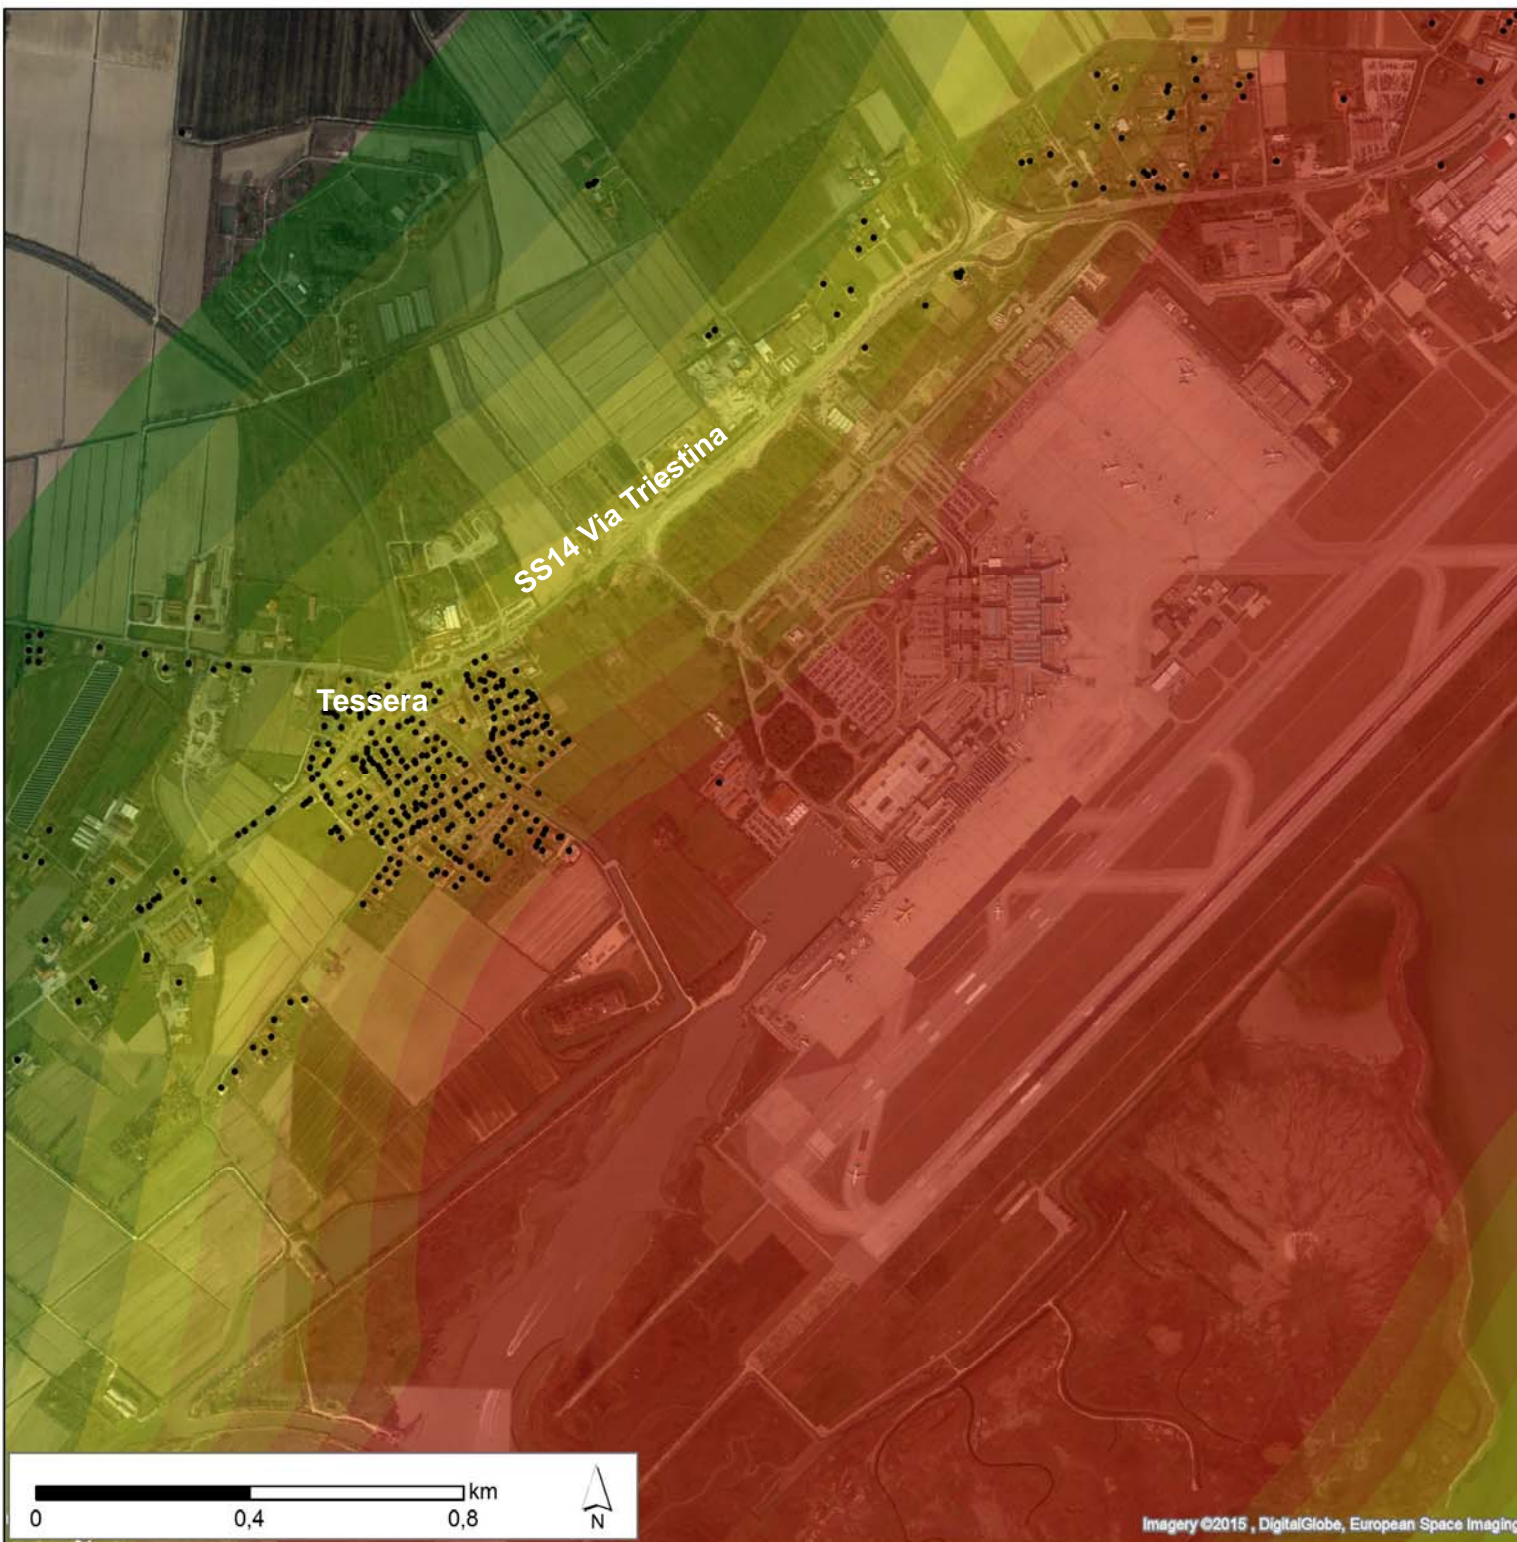 SS14 Via Triestina
Tessera
km
0 0,4 0,8
N
Imagery ©2015 , DigitalGlobe, European Space Imaging